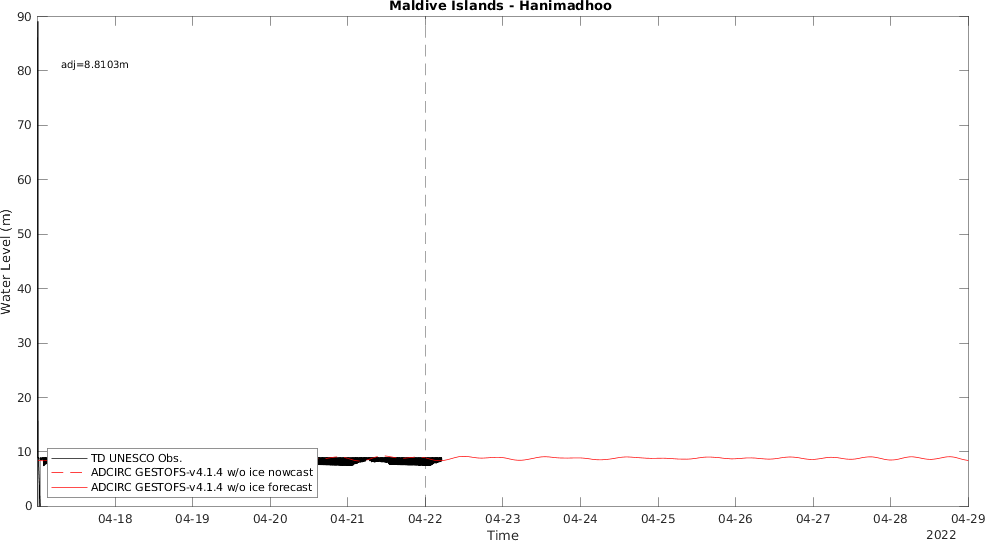 Maldive Islands - Hanimadhoo
adj=8.8103m
90
80
70
60
50
40
30
20
10
0
Water Level (m)
TD UNESCO Obs.
ADCIRC GESTOFS-v4.1.4 w/o ice nowcast
ADCIRC GESTOFS-v4.1.4 w/o ice forecast
04-18 04-19 04-20 04-21 04-22 04-23 04-24 04-25 04-26 04-27 04-28 04-29
Time
2022